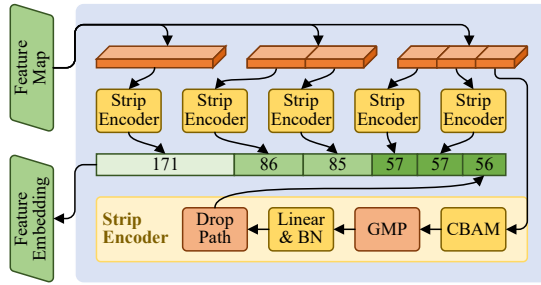 Feature
Map
Strip
Encoder
Strip
Encoder
Strip
Encoder
Strip
Encoder
Strip
Encoder
171
86
85
57
57
56
Feature
Embedding
Strip
Encoder
Drop
Path
Linear
& BN
GMP
CBAM